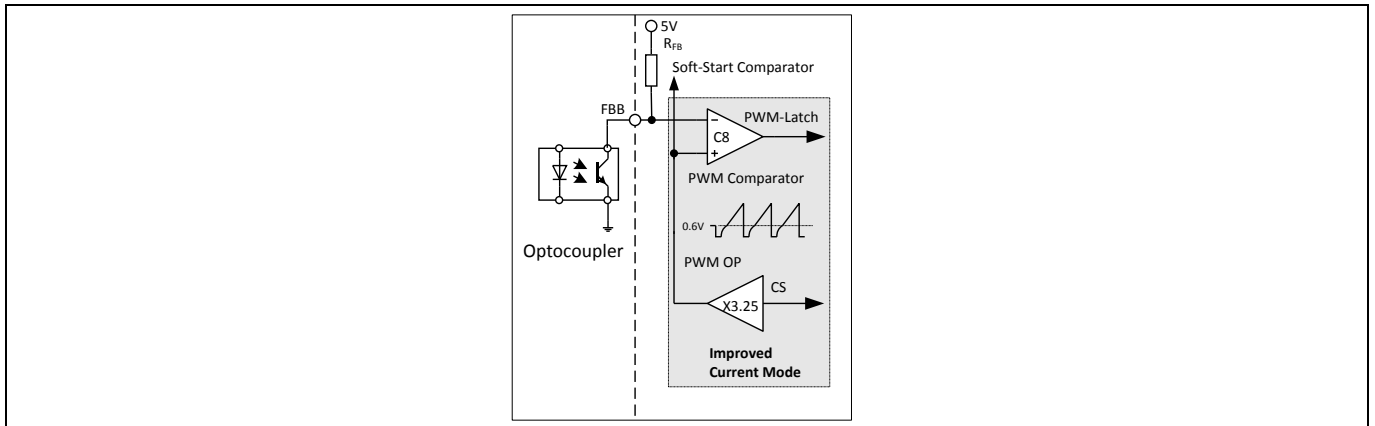 5V
RFB
Soft-Start Comparator
FBB
PWM-Latch
−
C8
+
PWM Comparator
0.6V
Optocoupler
PWM OP
CS
X3.25
Improved
Current Mode